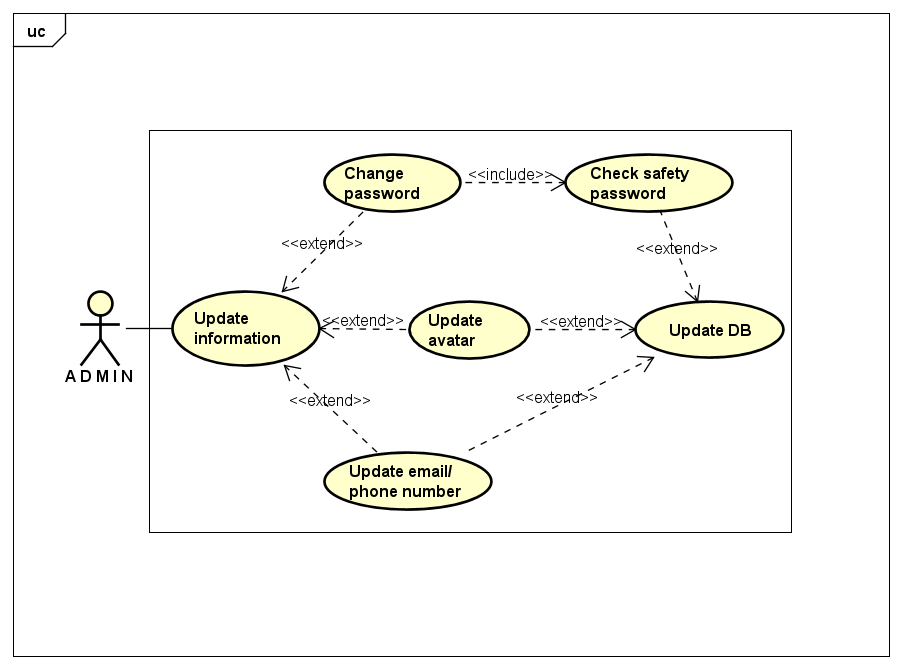 uc
Change
password
<<include>>
Check safety
password
<<extend>>
<<extend>>
Update
information
<<extend>>
Update
avatar
<<extend>>
Update DB
ADMIN
<<extend>>
<<extend>>
Update email/
phone number